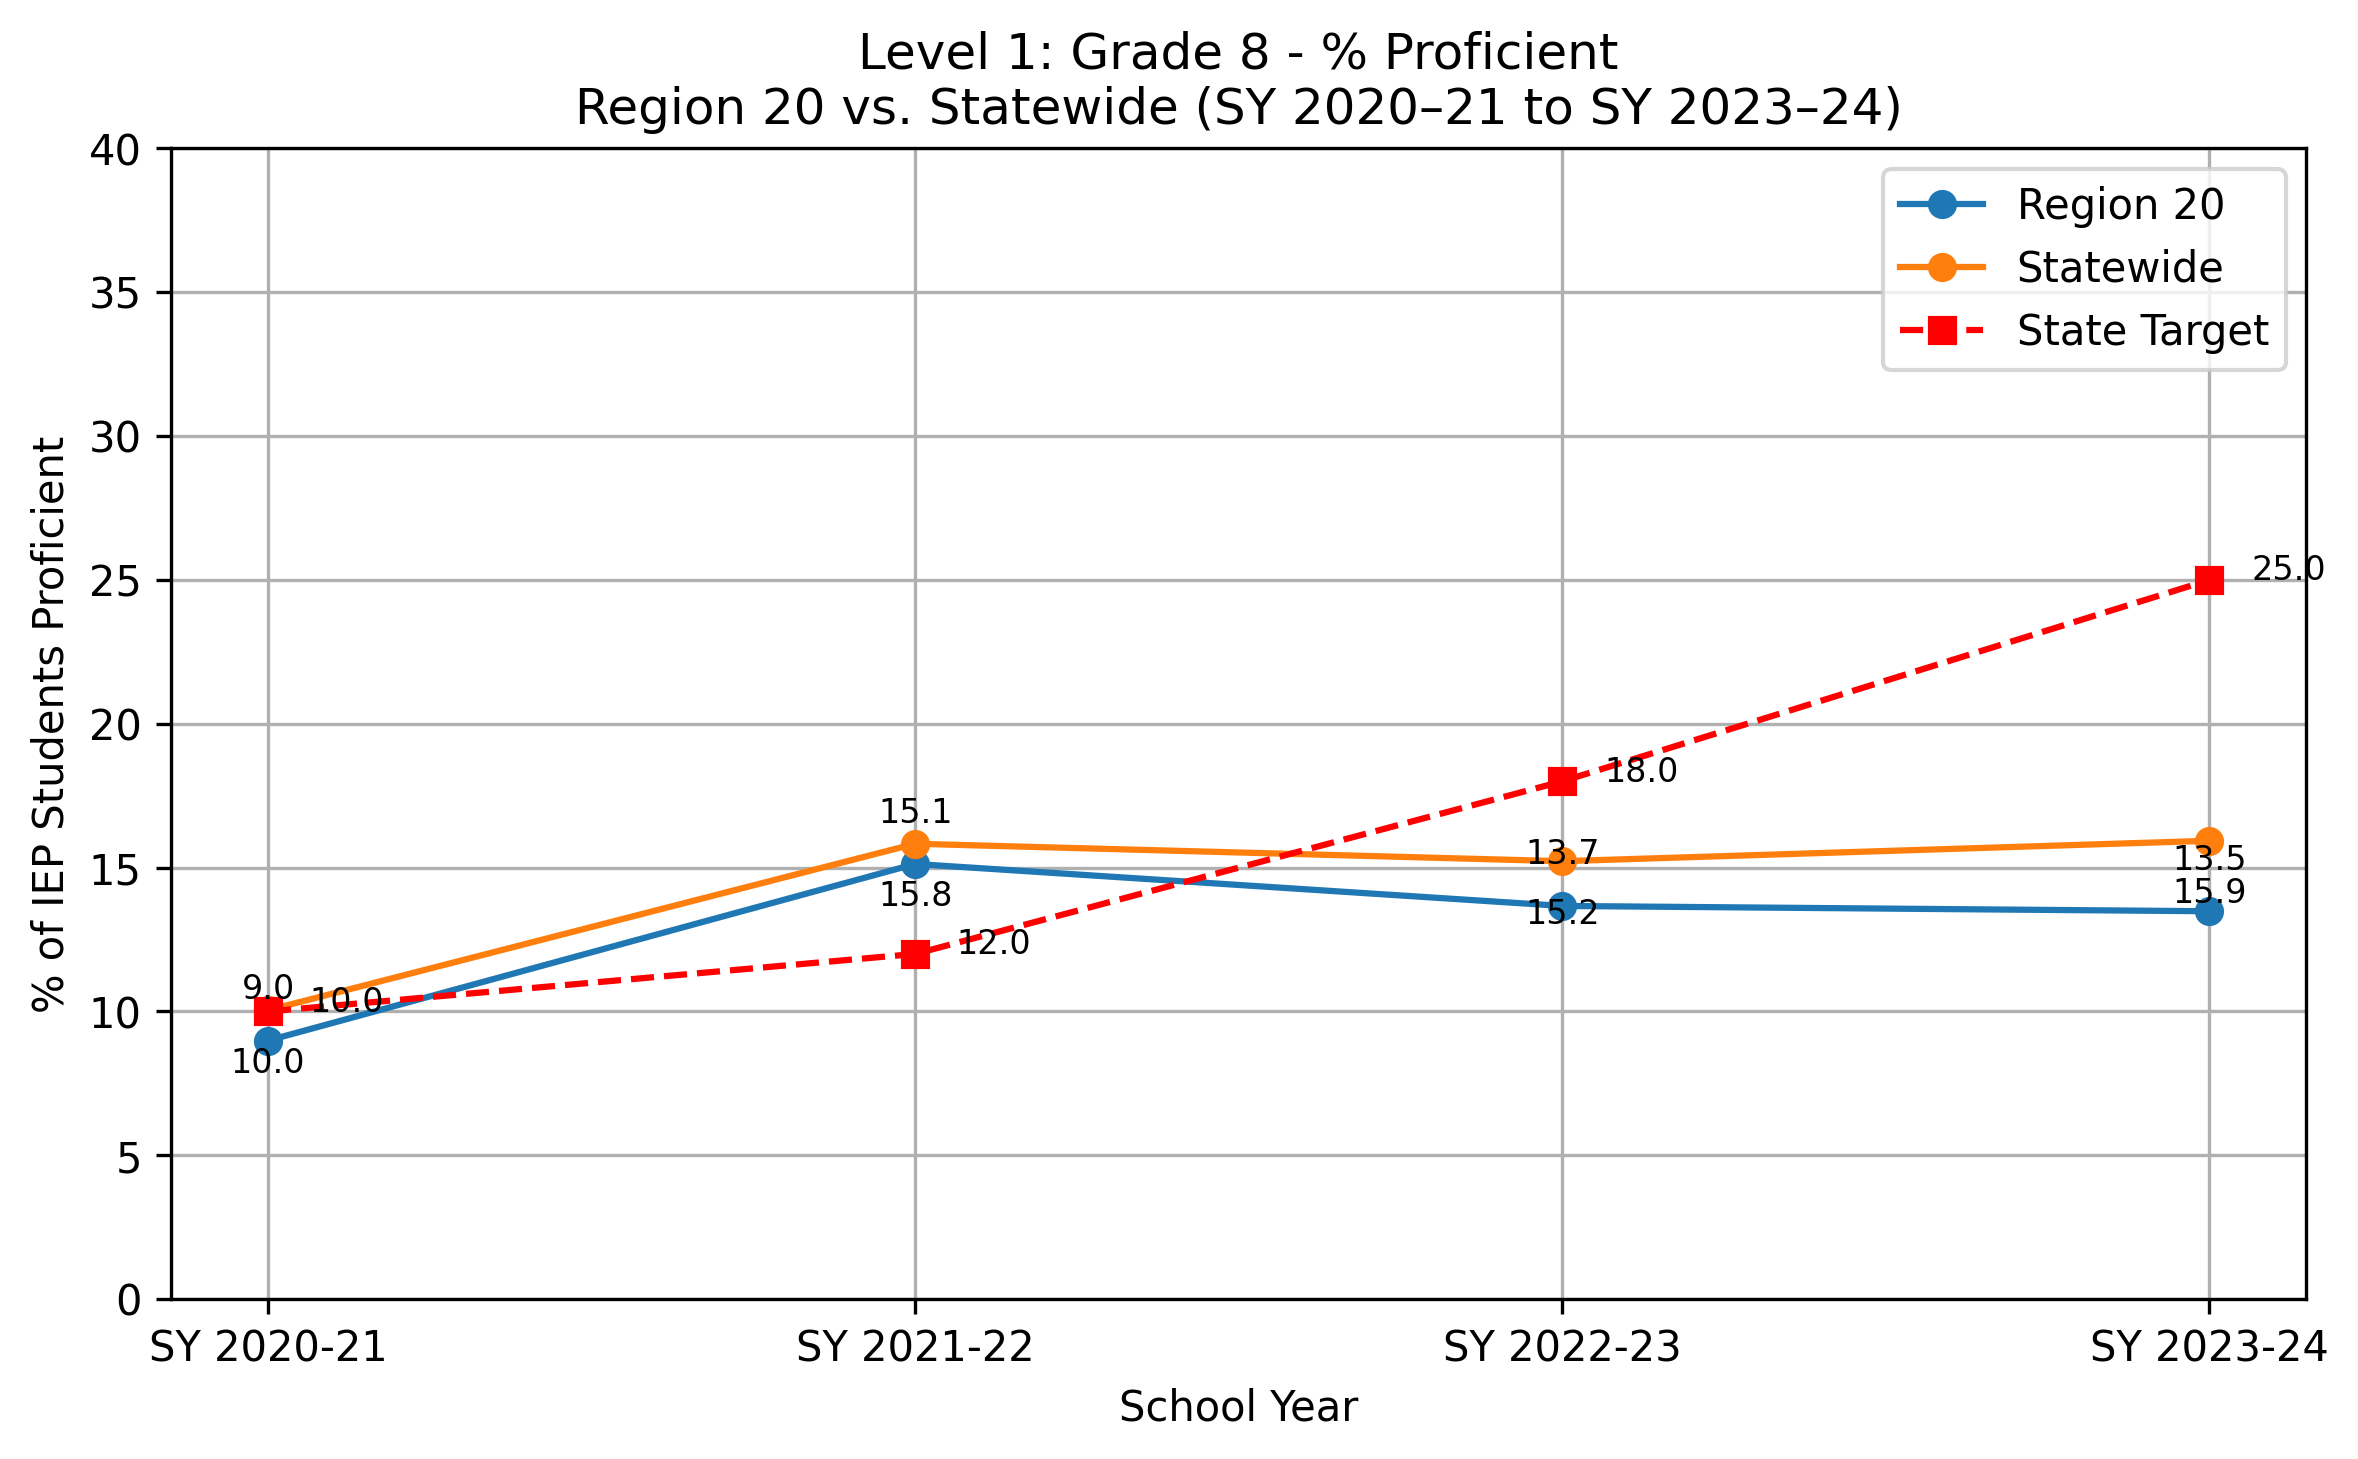 Level 1: Grade 8 - % Proficient
Region 20 vs. Statewide (SY 2020–21 to SY 2023–24)
% of IEP Students Proficient
40
35
30
25
20
15
10
5
0
Region 20
Statewide
State Target
9.0
10.0
10.0
15.1
15.8
12.0
18.0
13.7
15.2
25.0
13.5
15.9
SY 2020-21
SY 2021-22
SY 2022-23
SY 2023-24
School Year